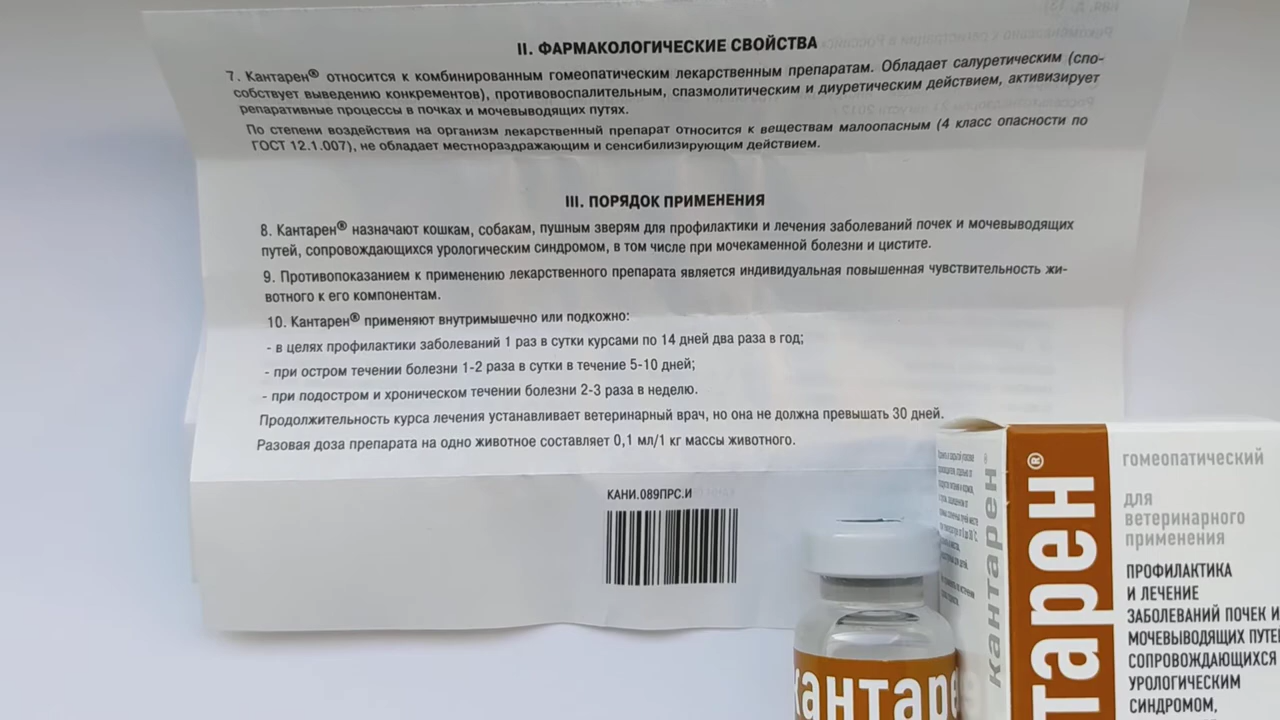 II. ФАРМАКОЛОГИЧЕСКИЕ СВОЙСТВА
7. Кантарен® относится к комбинированным гомеопатическим лекарственным препаратам. Обладает салуретическим (спо-
собствует выведению конкрементов), противовоспалительным, спазмолитическим и диуретическим действием, активизирует
репаративные процессы в почках и мочевыводящих путях.
По степени воздействия на организм лекарственный препарат относится к веществам малоопасным (4 класс опасности по
ГОСТ 12.1.007), не обладает местнораздражающим и сенсибилизирующим действием.
III. ПОРЯДОК ПРИМЕНЕНИЯ
8. Кантарен® назначают кошкам, собакам, пушным зверям для профилактики и лечения заболеваний почек и мочевыводящих
путей, сопровождающихся урологическим синдромом, в том числе при мочекаменной болезни и цистите.
9. Противопоказанием к применению лекарственного препарата является индивидуальная повышенная чувствительность жи-
вотного к его компонентам.
10. Кантарен® применяют внутримышечно или подкожно:
- в целях профилактики заболеваний 1 раз в сутки курсами по 14 дней два раза в год;
- при остром течении болезни 1-2 раза в сутки в течение 5-10 дней;
- при подостром и хроническом течении болезни 2-3 раза в неделю.
Продолжительность курса лечения устанавливает ветеринарный врач, но она не должна превышать 30 дней.
Разовая доза препарата на одно животное составляет 0,1 мл/1 кг массы животного.
КАНИ.089ПРС.И
кантаре
кантарен®
тарен®
гомеопатический
для
ветеринарного
применения
ПРОФИЛАКТИКА
И ЛЕЧЕНИЕ
ЗАБОЛЕВАНИЙ ПОЧЕК И
МОЧЕВЫВОДЯЩИХ ПУТЕ
СОПРОВОЖДАЮЩИХСЯ
УРОЛОГИЧЕСКИМ
СИНДРОМОМ,